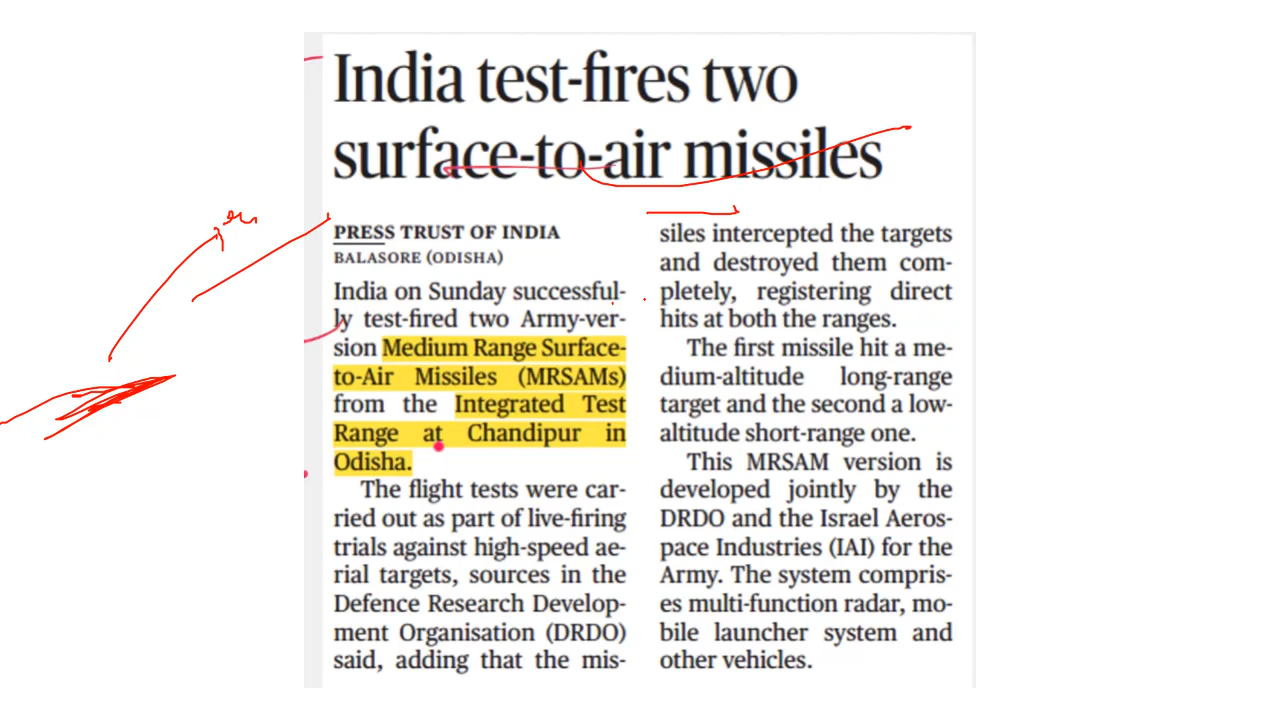 India test-fires two
surface-to-air missiles
PRESS TRUST OF INDIA
BALASORE (ODISHA)
India on Sunday successful-
ly test-fired two Army-ver-
sion Medium Range Surface-
to-Air Missiles (MRSAMs)
from the Integrated Test
Range at Chandipur in
Odisha.
The flight tests were car-
ried out as part of live-firing
trials against high-speed ae-
rial targets, sources in the
Defence Research Develop-
ment Organisation (DRDO)
said, adding that the mis-
siles intercepted the targets
and destroyed them com-
pletely, registering direct
hits at both the ranges.
The first missile hit a me-
dium-altitude long-range
target and the second a low-
altitude short-range one.
This MRSAM version is
developed jointly by the
DRDO and the Israel Aeros-
pace Industries (IAI) for the
Army. The system compris-
es multi-function radar, mo-
bile launcher system and
other vehicles.